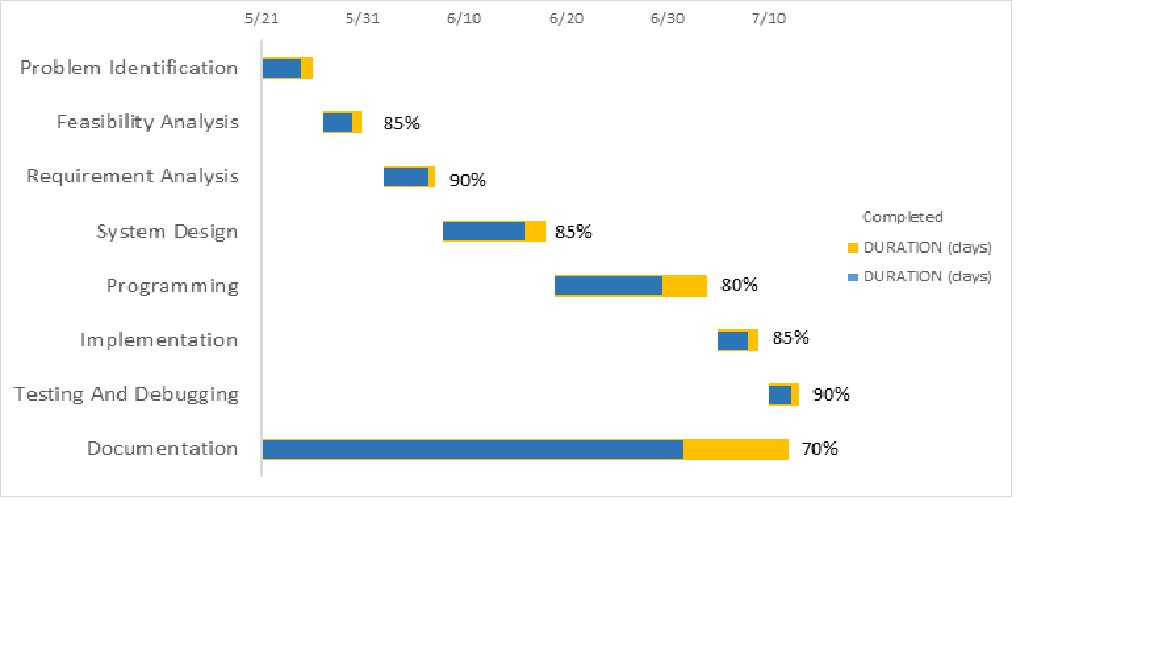 5/21 5/31 6/10 6/20 6/30 7/10
Problem Identification
Feasibility Analysis 85%
Requirement Analysis 90%
System Design 85%
Completed
DURATION (days)
DURATION (days)
Programming 80%
Implementation 85%
Testing And Debugging 90%
Documentation 70%